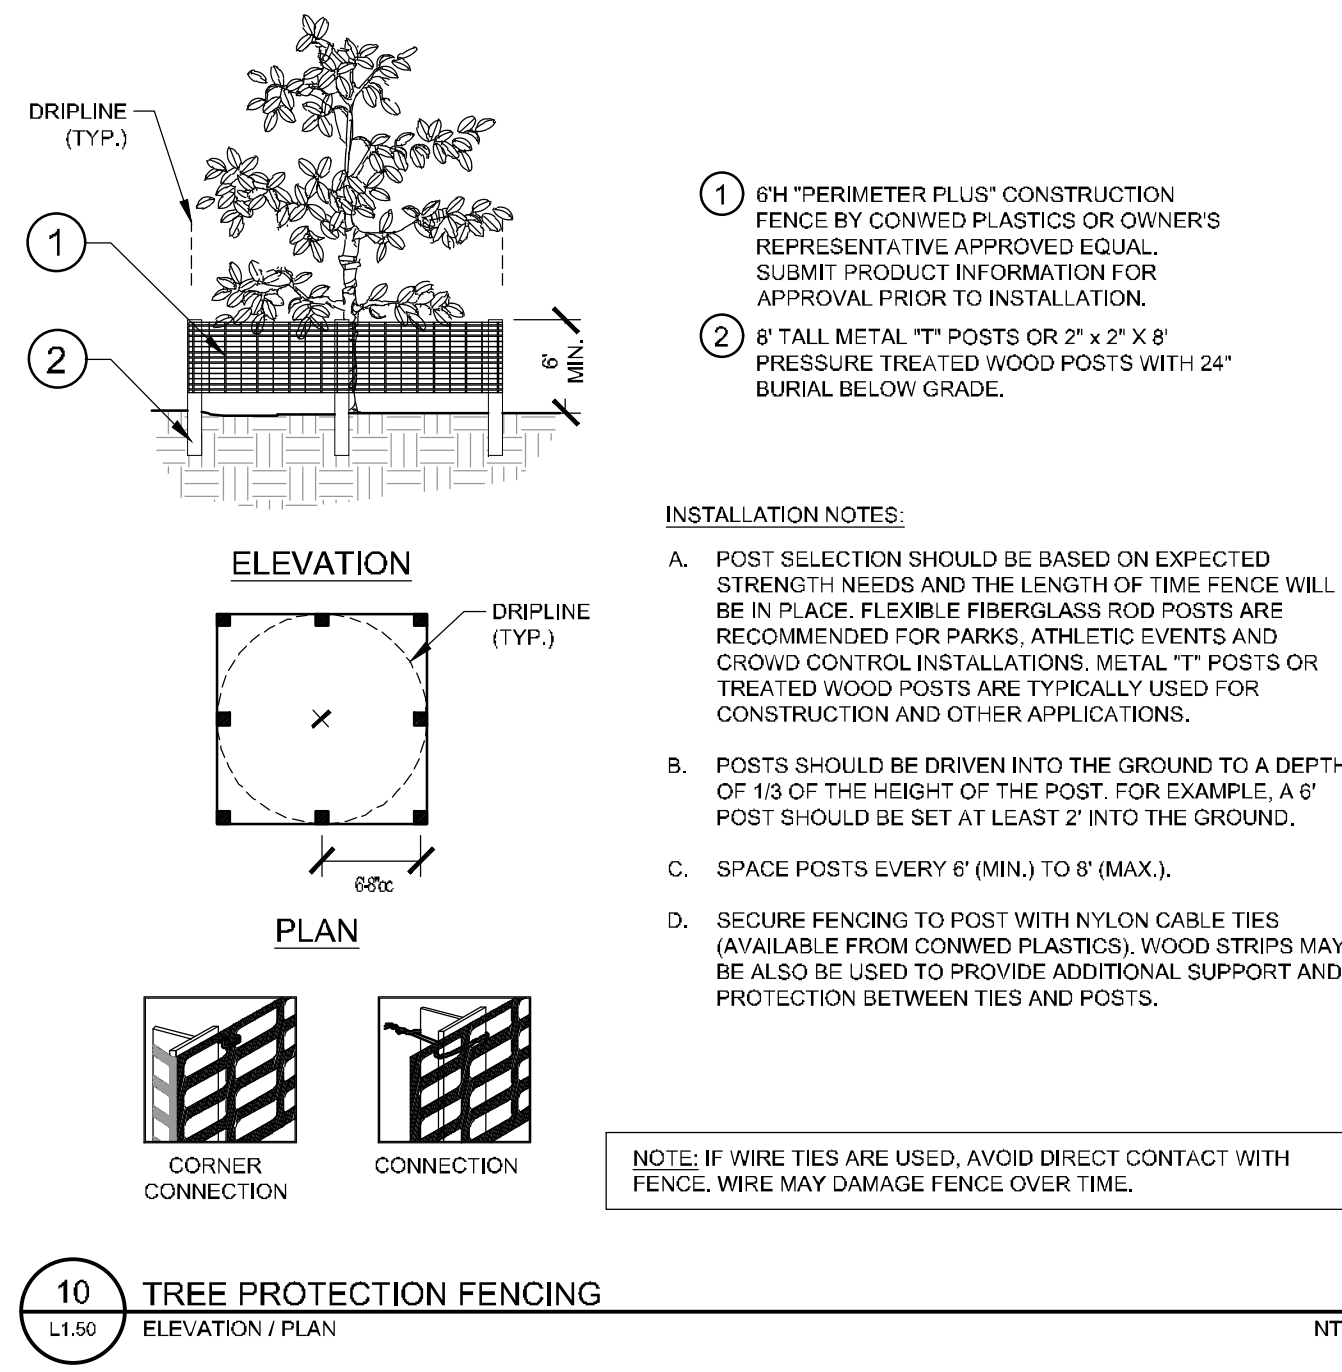 DRIPLINE
(TYP.)
1
2
6'
MIN.
ELEVATION
DRIPLINE
(TYP.)
6'-8"oc
PLAN
CORNER
CONNECTION
CONNECTION
1 6'H "PERIMETER PLUS" CONSTRUCTION
FENCE BY CONWED PLASTICS OR OWNER'S
REPRESENTATIVE APPROVED EQUAL.
SUBMIT PRODUCT INFORMATION FOR
APPROVAL PRIOR TO INSTALLATION.
2 8' TALL METAL "T" POSTS OR 2" x 2" X 8'
PRESSURE TREATED WOOD POSTS WITH 24"
BURIAL BELOW GRADE.
INSTALLATION NOTES:
A. POST SELECTION SHOULD BE BASED ON EXPECTED
STRENGTH NEEDS AND THE LENGTH OF TIME FENCE WILL
BE IN PLACE. FLEXIBLE FIBERGLASS ROD POSTS ARE
RECOMMENDED FOR PARKS, ATHLETIC EVENTS AND
CROWD CONTROL INSTALLATIONS. METAL "T" POSTS OR
TREATED WOOD POSTS ARE TYPICALLY USED FOR
CONSTRUCTION AND OTHER APPLICATIONS.
B. POSTS SHOULD BE DRIVEN INTO THE GROUND TO A DEPTH
OF 1/3 OF THE HEIGHT OF THE POST. FOR EXAMPLE, A 6'
POST SHOULD BE SET AT LEAST 2' INTO THE GROUND.
C. SPACE POSTS EVERY 6' (MIN.) TO 8' (MAX.).
D. SECURE FENCING TO POST WITH NYLON CABLE TIES
(AVAILABLE FROM CONWED PLASTICS). WOOD STRIPS MAY
BE ALSO BE USED TO PROVIDE ADDITIONAL SUPPORT AND
PROTECTION BETWEEN TIES AND POSTS.
NOTE: IF WIRE TIES ARE USED, AVOID DIRECT CONTACT WITH
FENCE. WIRE MAY DAMAGE FENCE OVER TIME.
10
L1.50
TREE PROTECTION FENCING
ELEVATION / PLAN
NT